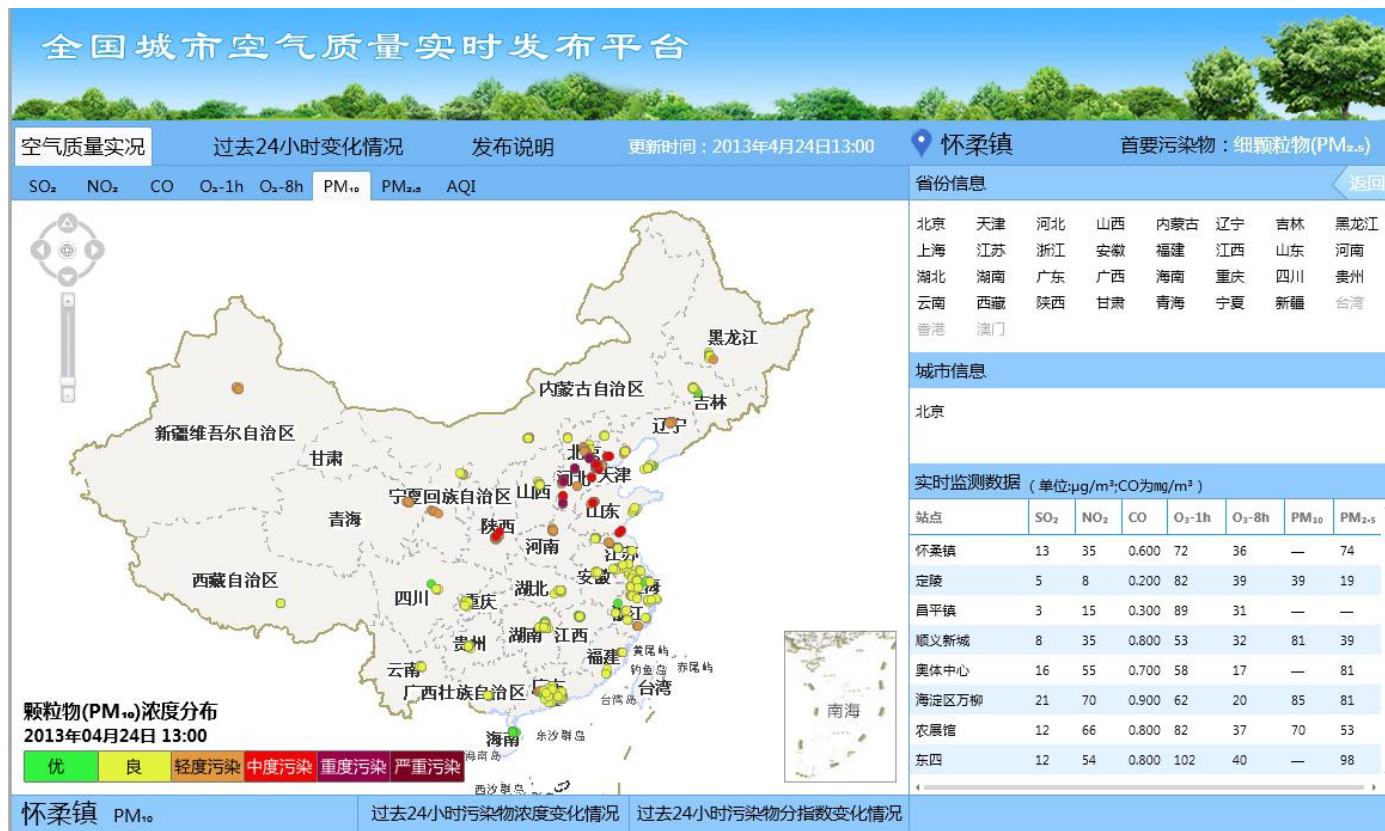 全国城市空气质量实时发布平台
空气质量实况 过去24小时变化情况 发布说明 更新时间：2013年4月24日13:00 怀柔镇 首要污染物：细颗粒物(PM₂.₅)
SO₂ NO₂ CO O₃-1h O₃-8h PM₁₀ PM₂.₅ AQI
省份信息 返回
北京 天津 河北 山西 内蒙古 辽宁 吉林 黑龙江
上海 江苏 浙江 安徽 福建 江西 山东 河南
湖北 湖南 广东 广西 海南 重庆 四川 贵州
云南 西藏 陕西 甘肃 青海 宁夏 新疆 台湾
香港 澳门
城市信息
北京
实时监测数据 (单位:μg/m³;CO为mg/m³)
站点 SO₂ NO₂ CO O₃-1h O₃-8h PM₁₀ PM₂.₅
怀柔镇 13 35 0.600 72 36 — 74
定陵 5 8 0.200 82 39 39 19
昌平镇 3 15 0.300 89 31 — —
顺义新城 8 35 0.800 53 32 81 39
奥体中心 16 55 0.700 58 17 — 81
海淀区万柳 21 70 0.900 62 20 85 81
农展馆 12 66 0.800 82 37 70 53
东四 12 54 0.800 102 40 — 98
黑龙江
内蒙古自治区
吉林
辽宁
新疆维吾尔自治区
北京
甘肃
河北 天津
宁夏回族自治区 山西
山东
青海
陕西
河南
江苏
西藏自治区
安徽
上海
四川
重庆
湖北
浙江
贵州
湖南 江西
福建
黄尾屿
钓鱼岛 赤尾屿
云南
广西壮族自治区 广东
台湾
台湾岛
南海
海南
东沙群岛
海南岛
西沙群岛
颗粒物(PM₁₀)浓度分布
2013年04月24日 13:00
优 良 轻度污染 中度污染 重度污染 严重污染
怀柔镇 PM₁₀ 过去24小时污染物浓度变化情况 过去24小时污染物分指数变化情况